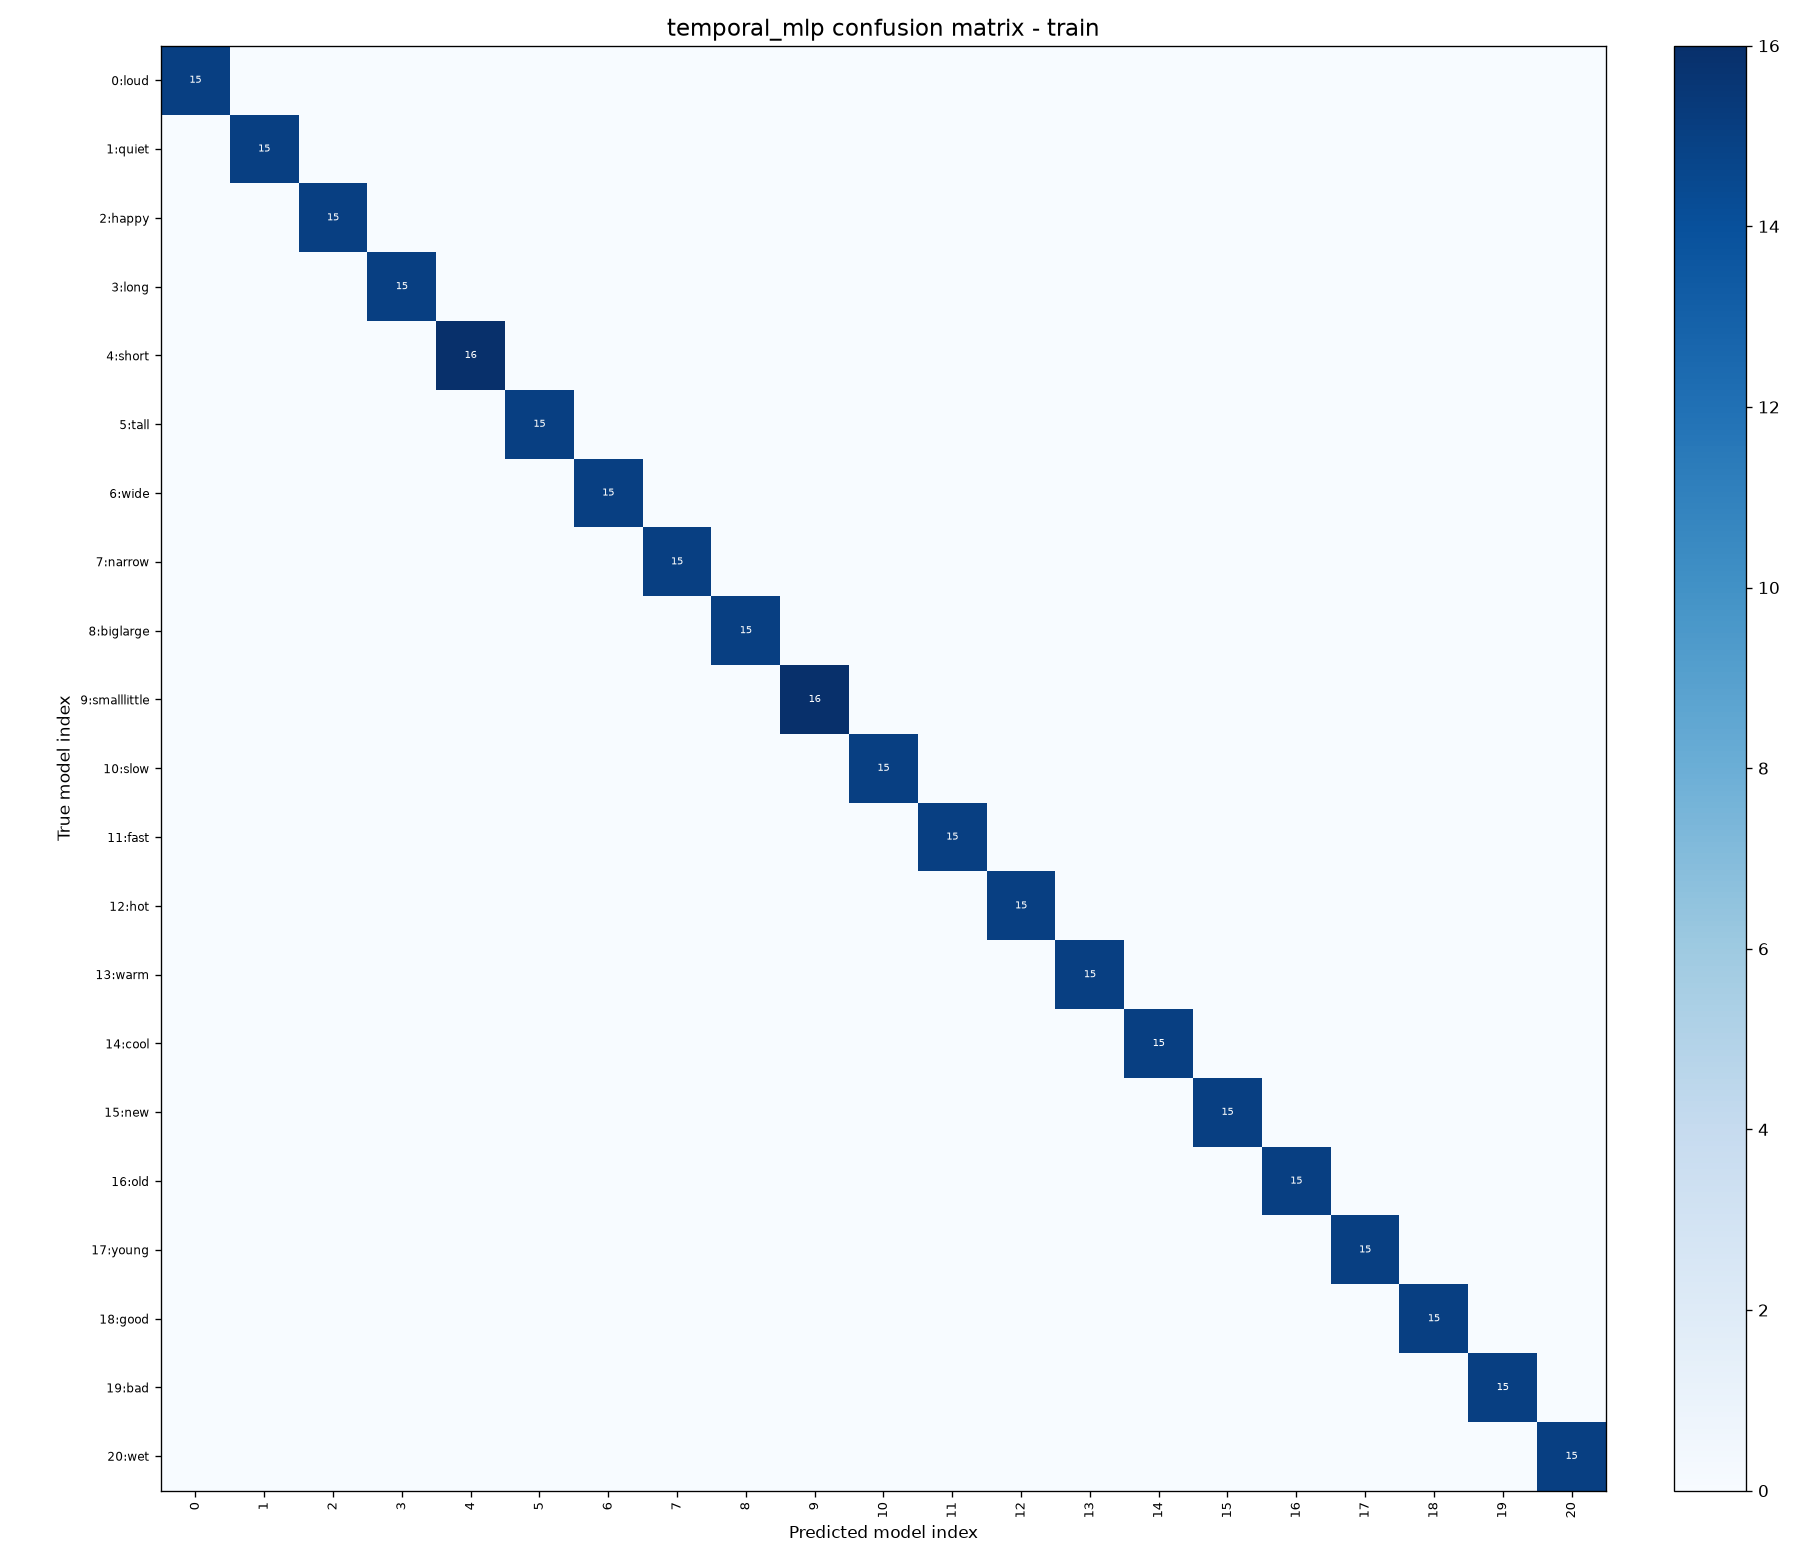 temporal_mlp confusion matrix - train
0:loud 15
1:quiet 15
2:happy 15
3:long 15
4:short 16
5:tall 15
6:wide 15
7:narrow 15
8:biglarge 15
9:smalllittle 16
10:slow 15
11:fast 15
12:hot 15
13:warm 15
14:cool 15
15:new 15
16:old 15
17:young 15
18:good 15
19:bad 15
20:wet 15
True model index
0 1 2 3 4 5 6 7 8 9 10 11 12 13 14 15 16 17 18 19 20
Predicted model index
16
14
12
10
8
6
4
2
0